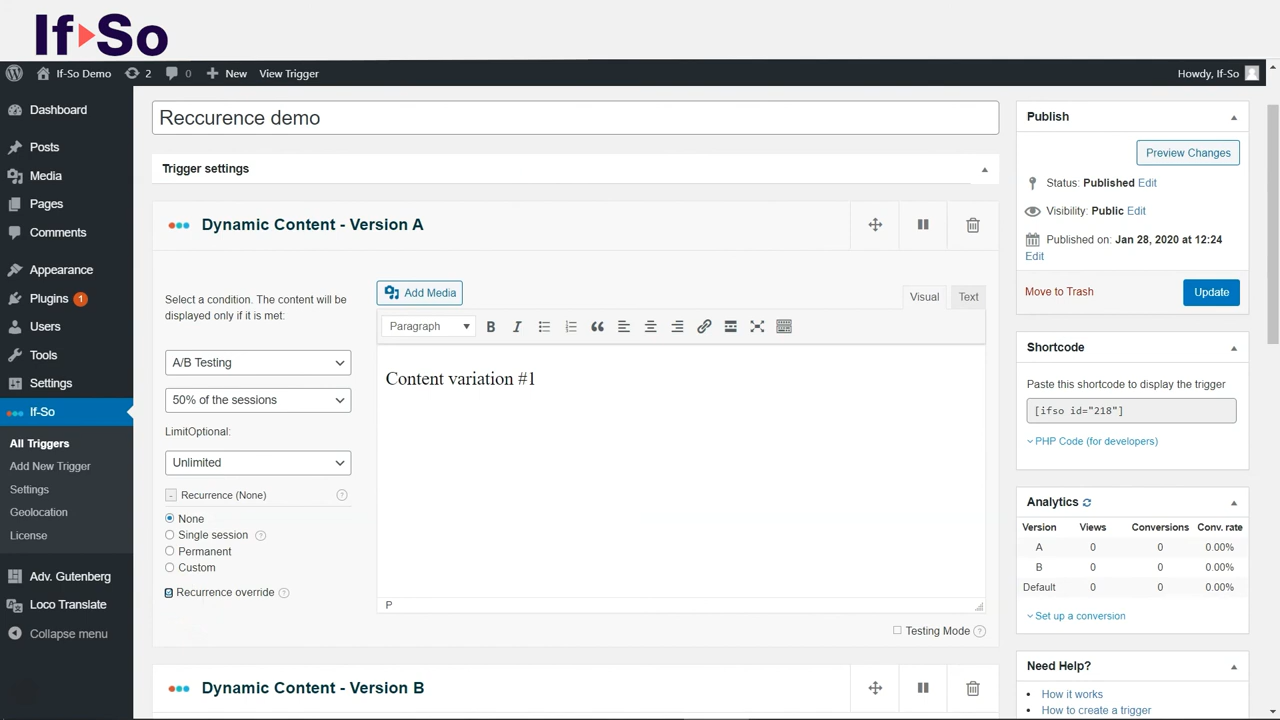 If So
If-So Demo 2 0 New View Trigger Howdy, If-So
Dashboard
Posts
Media
Pages
Comments
Appearance
Plugins 1
Users
Tools
Settings
If-So
All Triggers
Add New Trigger
Settings
Geolocation
License
Adv. Gutenberg
Loco Translate
Collapse menu
Reccurence demo
Trigger settings
Dynamic Content - Version A
Select a condition. The content will be
displayed only if it is met:
A/B Testing
50% of the sessions
LimitOptional:
Unlimited
- Recurrence (None) ?
None
Single session ?
Permanent
Custom
Recurrence override ?
Add Media
Visual Text
Paragraph B I
Content variation #1
P
Testing Mode ?
Dynamic Content - Version B
Publish
Preview Changes
Status: Published Edit
Visibility: Public Edit
Published on: Jan 28, 2020 at 12:24
Edit
Move to Trash Update
Shortcode
Paste this shortcode to display the trigger
[ifso id="218"]
PHP Code (for developers)
Analytics
Version Views Conversions Conv. rate
A 0 0 0.00%
B 0 0 0.00%
Default 0 0 0.00%
Set up a conversion
Need Help?
How it works
How to create a trigger